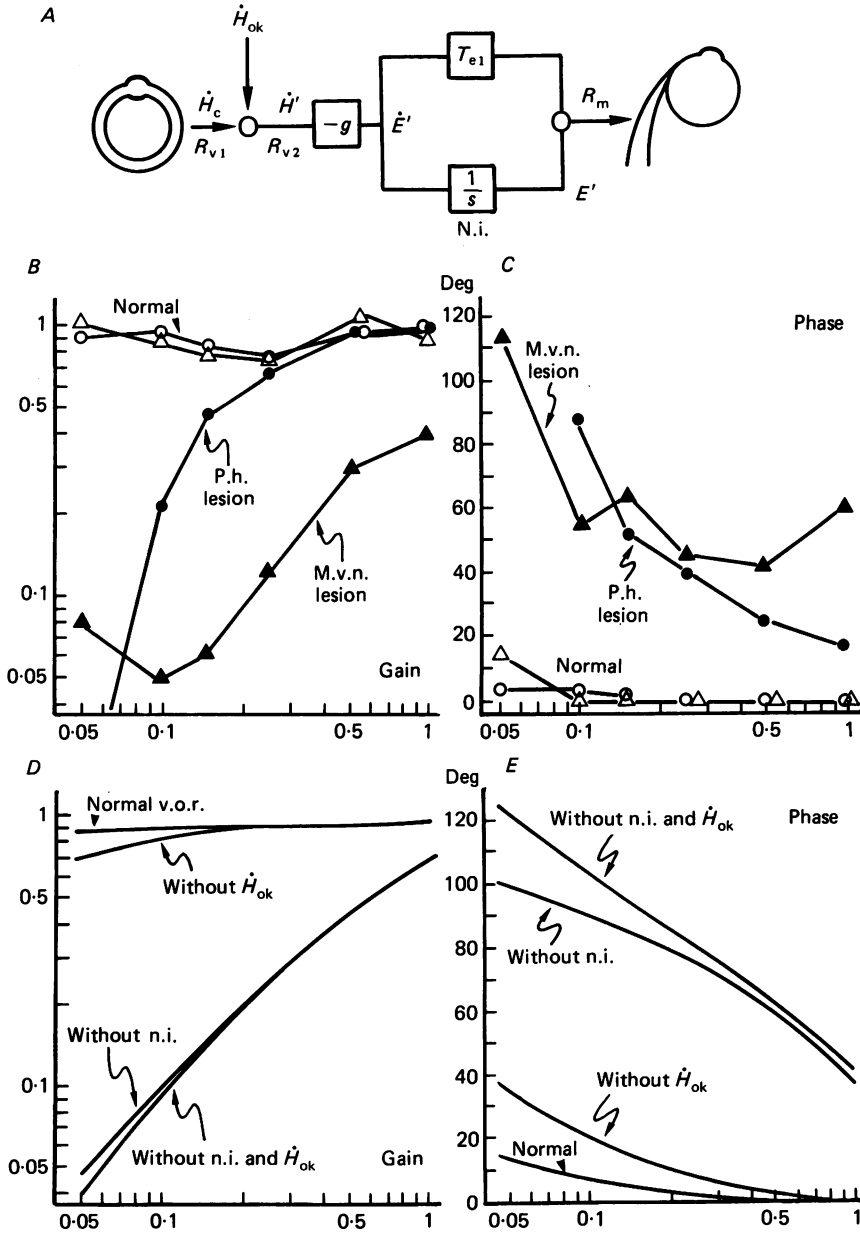 A
Ḣok
Te1
Ḣc
Ḣ′
Rm
−g
Ė′
Rv1
Rv2
1
s
E′
N.i.
B
Normal
1
0·5
P.h.
lesion
M.v.n.
lesion
0·1
0·05
Gain
0·05
0·1
0·5
1
C
Deg
120
Phase
M.v.n.
lesion
100
80
60
P.h.
lesion
40
20
Normal
0
0·05
0·1
0·5
1
D
Normal v.o.r.
1
Without Ḣok
0·5
Without n.i.
0·1
Without n.i. and Ḣok
0·05
Gain
0·05
0·1
0·5
1
E
Deg
120
Without n.i. and Ḣok
Phase
100
Without n.i.
80
60
40
Without Ḣok
20
Normal
0
0·05
0·1
0·5
1